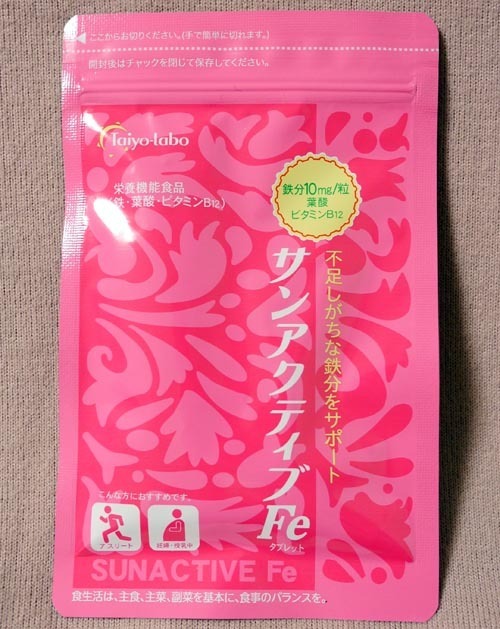 ここからお切りください。(手で簡単に切れます。)
開封後はチャックを閉じて保存してください。
Taiyo-labo
栄養機能食品
(鉄・葉酸・ビタミンB12)
鉄分10mg/粒
葉酸
ビタミンB12
不足しがちな鉄分をサポート
サンアクティブFe
タブレット
こんな方におすすめです。
アスリート
妊婦・授乳中
SUNACTIVE Fe
食生活は、主食、主菜、副菜を基本に、食事のバランスを。